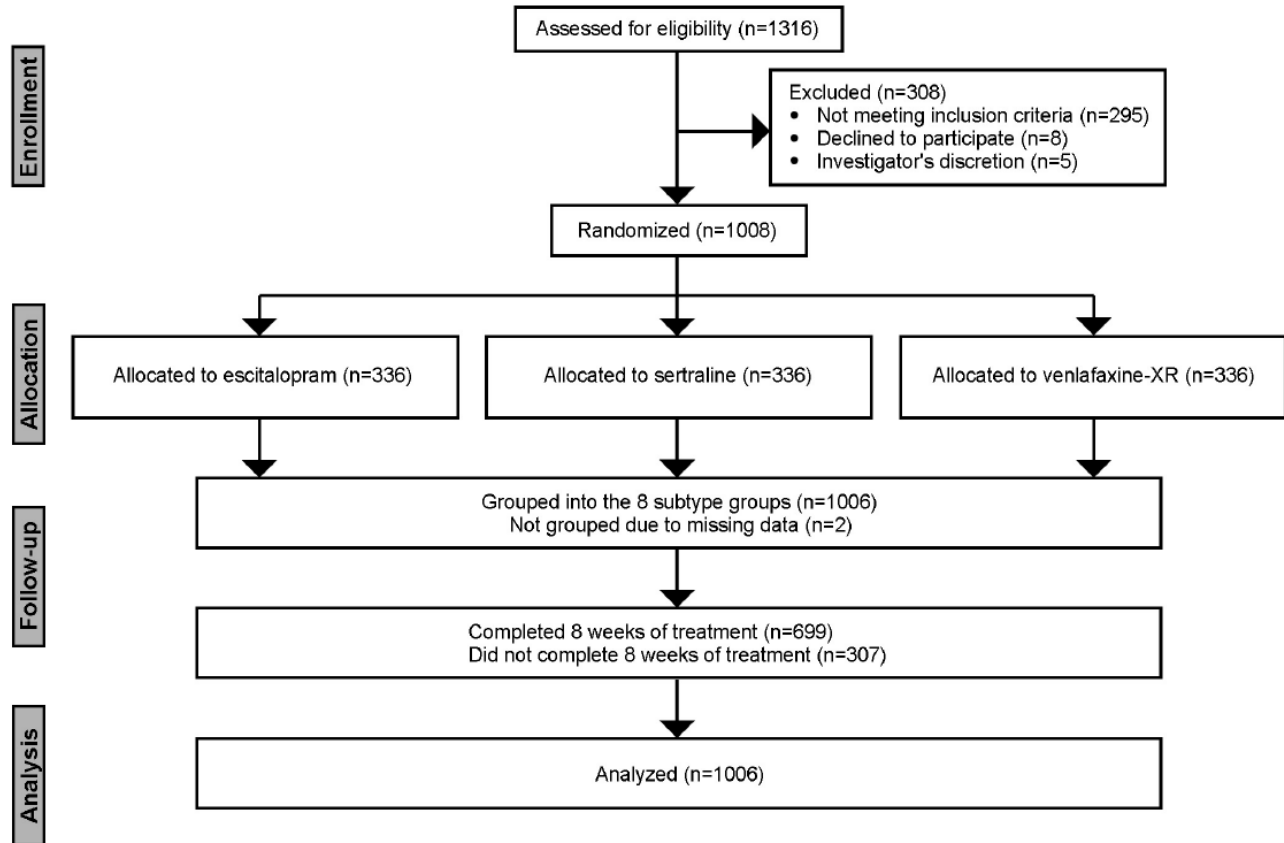 Enrollment
Assessed for eligibility (n=1316)
Excluded (n=308)
• Not meeting inclusion criteria (n=295)
• Declined to participate (n=8)
• Investigator's discretion (n=5)
Randomized (n=1008)
Allocation
Allocated to escitalopram (n=336)
Allocated to sertraline (n=336)
Allocated to venlafaxine-XR (n=336)
Follow-up
Grouped into the 8 subtype groups (n=1006)
Not grouped due to missing data (n=2)
Completed 8 weeks of treatment (n=699)
Did not complete 8 weeks of treatment (n=307)
Analysis
Analyzed (n=1006)